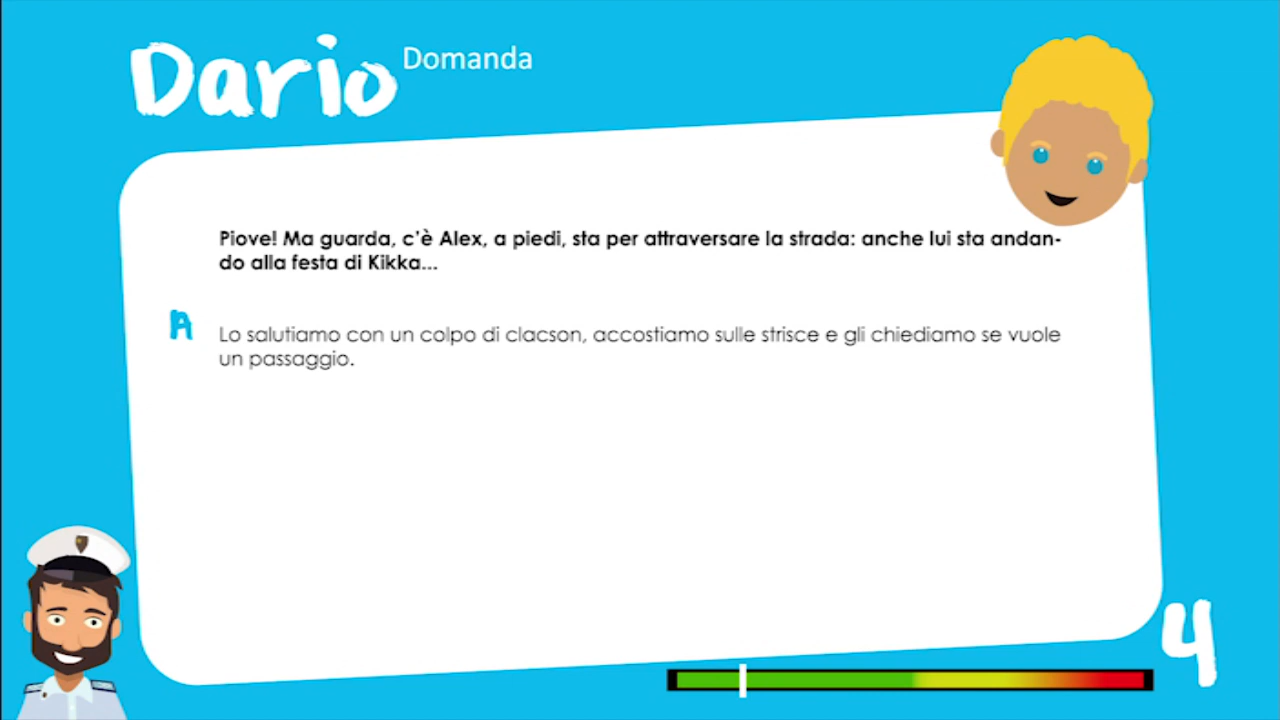 Dario Domanda
Piove! Ma guarda, c'è Alex, a piedi, sta per attraversare la strada: anche lui sta andan-
do alla festa di Kikka...
A Lo salutiamo con un colpo di clacson, accostiamo sulle strisce e gli chiediamo se vuole
un passaggio.
4